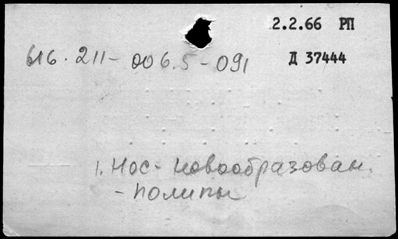 2.2.66 РП
616.211-006.5-091
Д 37444
1. Нос - новообразован.
- полипы